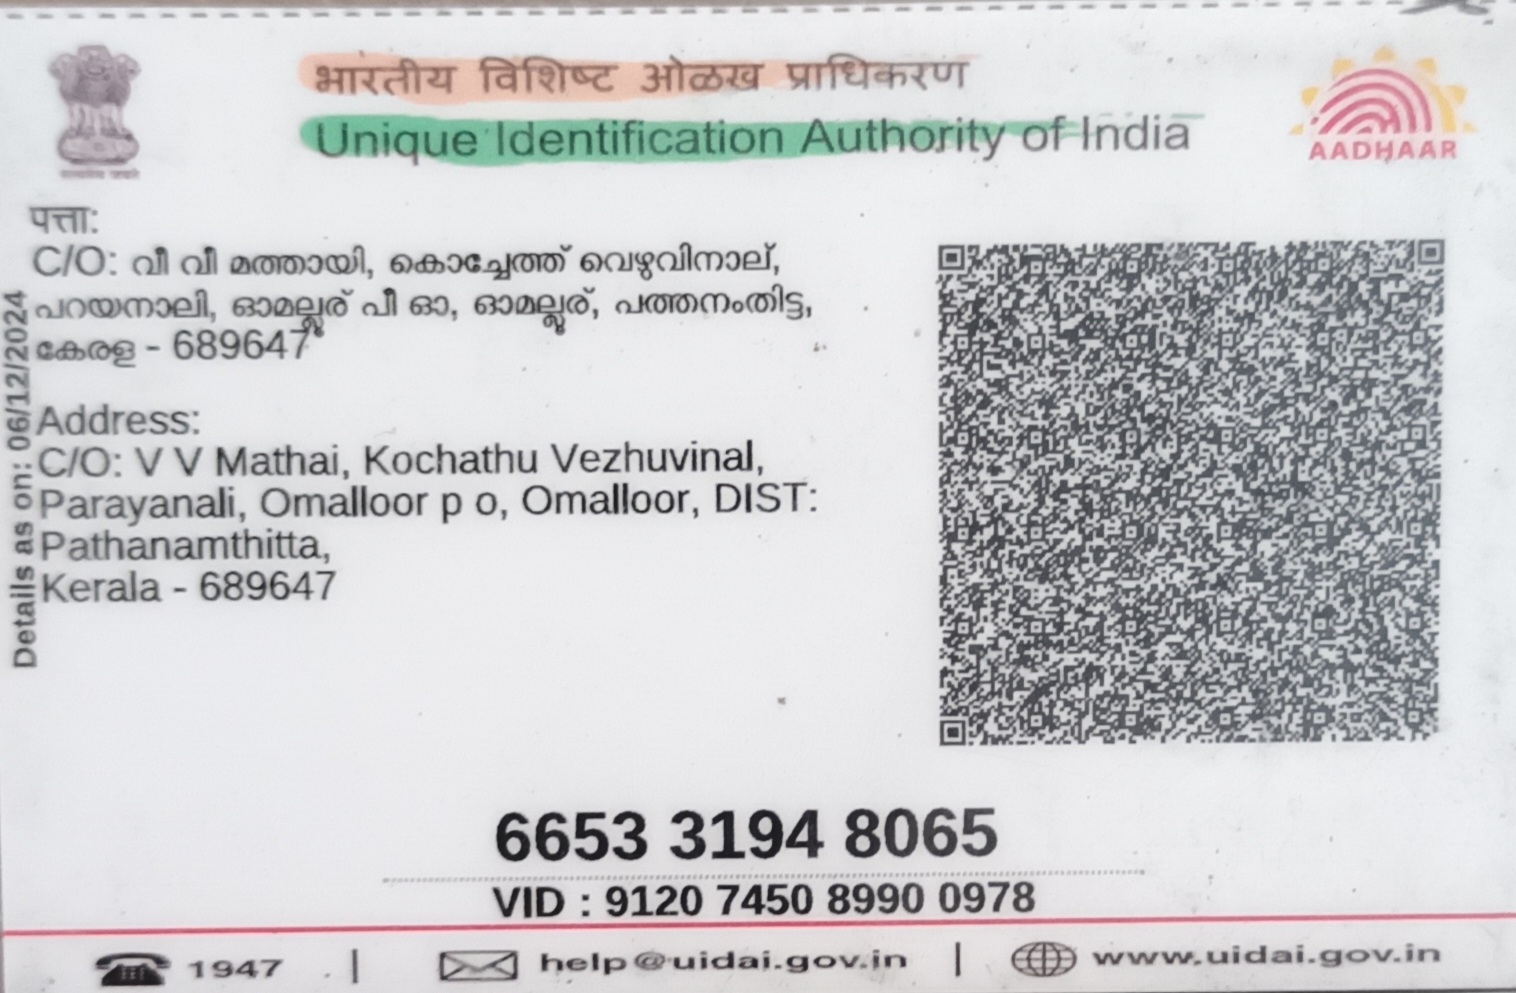 भारतीय विशिष्ट ओळख प्राधिकरण
Unique Identification Authority of India
AADHAAR
पत्ता:
C/O: വീ വീ മത്തായി, കൊച്ചേത്ത് വെഴുവിനാല്,
പറയനാലി, ഓമല്ലൂര് പീ ഓ, ഓമല്ലൂര്, പത്തനംതിട്ട,
കേരള - 689647
Address:
C/O: V V Mathai, Kochathu Vezhuvinal,
Parayanali, Omalloor p o, Omalloor, DIST:
Pathanamthitta,
Kerala - 689647
Details as on: 06/12/2024
6653 3194 8065
VID : 9120 7450 8990 0978
1947 | help@uidai.gov.in | www.uidai.gov.in